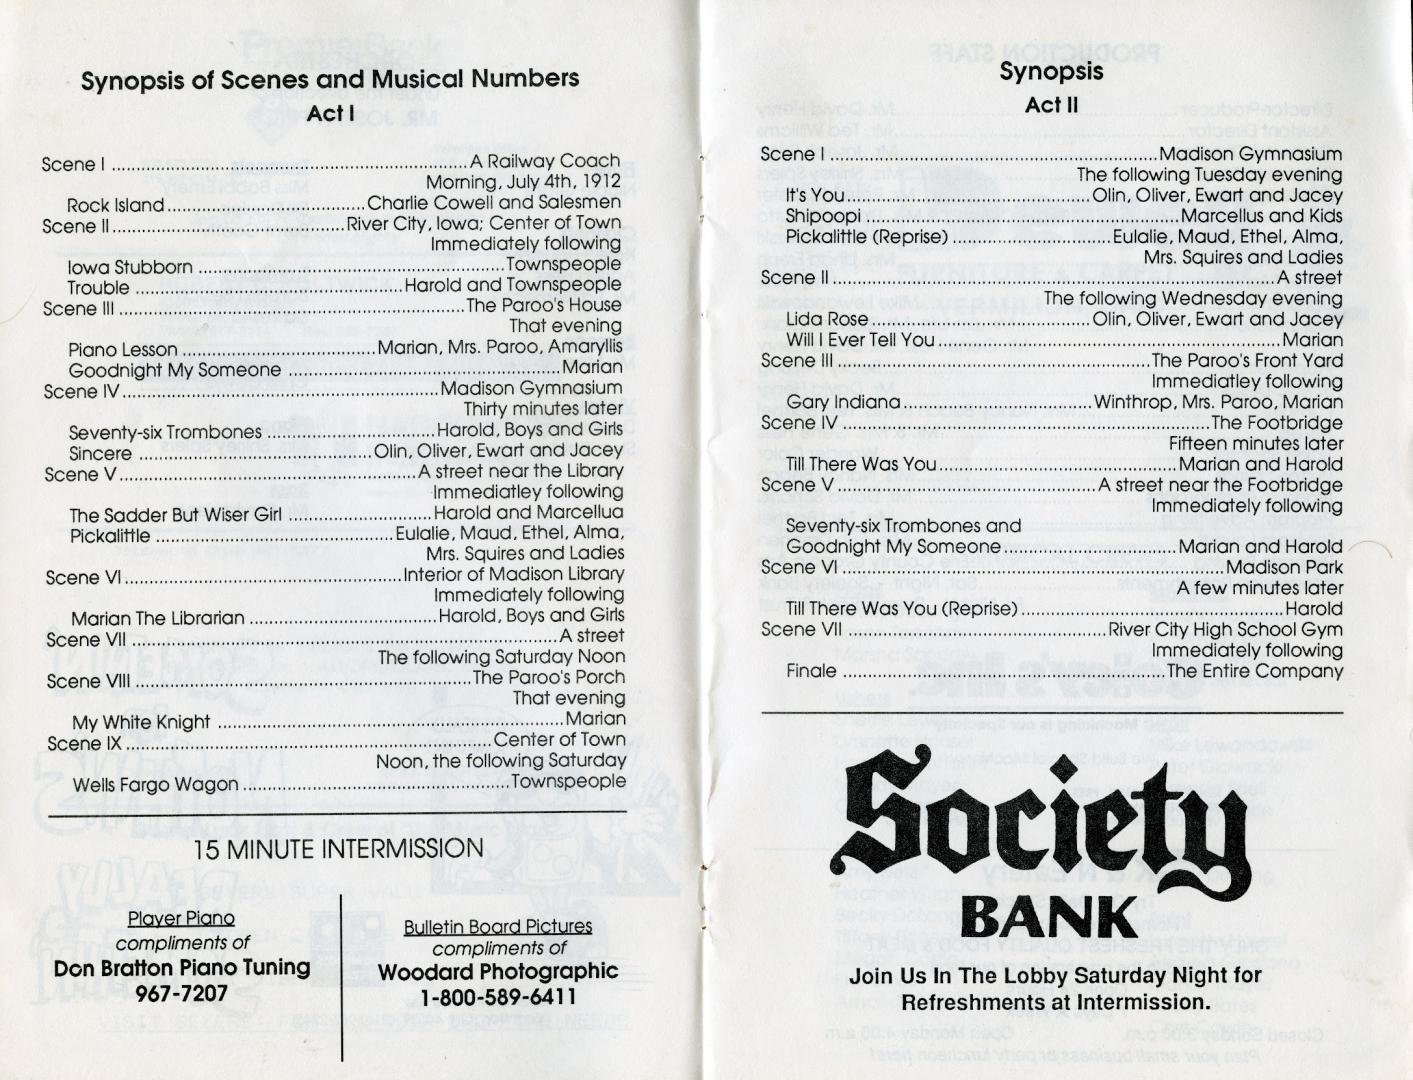 Synopsis of Scenes and Musical Numbers
Act I
Scene I ........ A Railway Coach
Morning, July 4th, 1912
Rock Island ........ Charlie Cowell and Salesmen
Scene II ........ River City, Iowa; Center of Town
Immediately following
Iowa Stubborn ........ Townspeople
Trouble ........ Harold and Townspeople
Scene III ........ The Paroo's House
That evening
Piano Lesson ........ Marian, Mrs. Paroo, Amaryllis
Goodnight My Someone ........ Marian
Scene IV ........ Madison Gymnasium
Thirty minutes later
Seventy-six Trombones ........ Harold, Boys and Girls
Sincere ........ Olin, Oliver, Ewart and Jacey
Scene V ........ A street near the Library
Immediatley following
The Sadder But Wiser Girl ........ Harold and Marcellua
Pickalittle ........ Eulalie, Maud, Ethel, Alma,
Mrs. Squires and Ladies
Scene VI ........ Interior of Madison Library
Immediately following
Marian The Librarian ........ Harold, Boys and Girls
Scene VII ........ A street
The following Saturday Noon
Scene VIII ........ The Paroo's Porch
That evening
My White Knight ........ Marian
Scene IX ........ Center of Town
Noon, the following Saturday
Wells Fargo Wagon ........ Townspeople
15 MINUTE INTERMISSION
Player Piano
compliments of
Don Bratton Piano Tuning
967-7207
Bulletin Board Pictures
compliments of
Woodard Photographic
1-800-589-6411
Synopsis
Act II
Scene I ........ Madison Gymnasium
The following Tuesday evening
It's You ........ Olin, Oliver, Ewart and Jacey
Shipoopi ........ Marcellus and Kids
Pickalittle (Reprise) ........ Eulalie, Maud, Ethel, Alma,
Mrs. Squires and Ladies
Scene II ........ A street
The following Wednesday evening
Lida Rose ........ Olin, Oliver, Ewart and Jacey
Will I Ever Tell You ........ Marian
Scene III ........ The Paroo's Front Yard
Immediatley following
Gary Indiana ........ Winthrop, Mrs. Paroo, Marian
Scene IV ........ The Footbridge
Fifteen minutes later
Till There Was You ........ Marian and Harold
Scene V ........ A street near the Footbridge
Immediately following
Seventy-six Trombones and
Goodnight My Someone ........ Marian and Harold
Scene VI ........ Madison Park
A few minutes later
Till There Was You (Reprise) ........ Harold
Scene VII ........ River City High School Gym
Immediately following
Finale ........ The Entire Company
Society
BANK
Join Us In The Lobby Saturday Night for
Refreshments at Intermission.